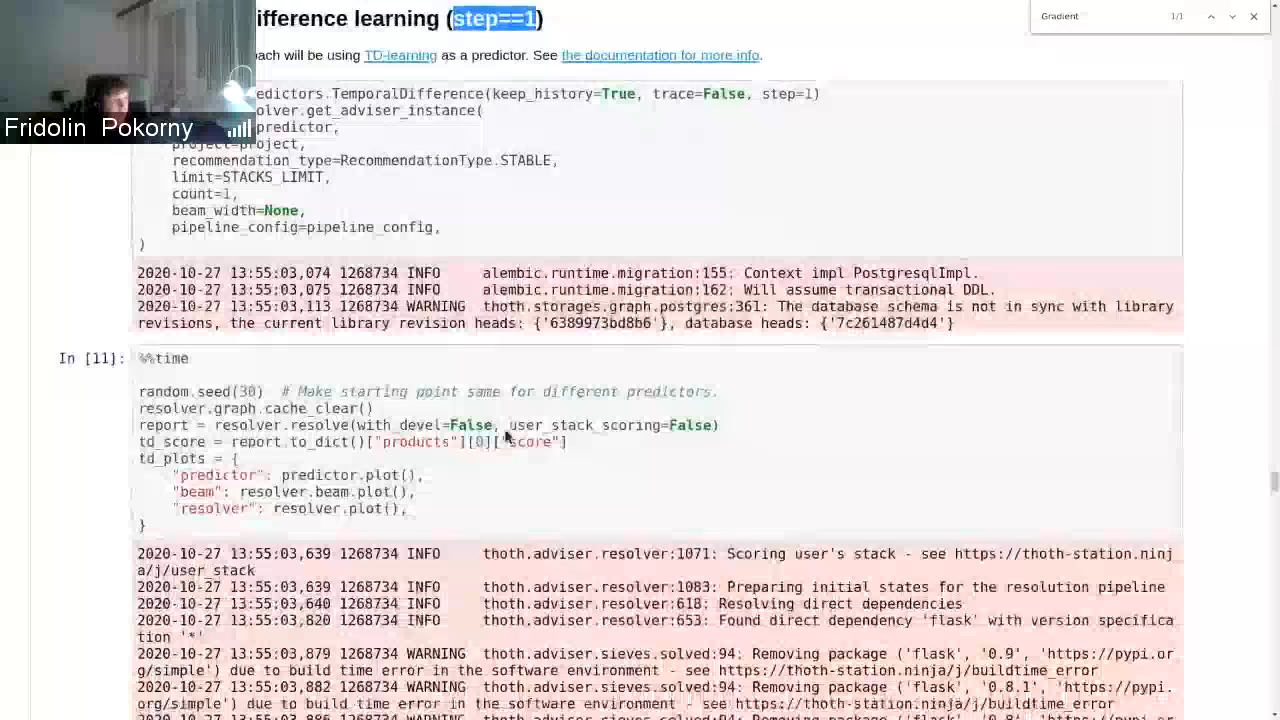 ifference learning (step==1)
Gradient
1/1
ach will be using TD-learning as a predictor. See the documentation for more info.
Fridolin Pokorny
edictors.TemporalDifference(keep_history=True, trace=False, step=1)
olver.get_adviser_instance(
predictor,
project=project,
recommendation_type=RecommendationType.STABLE,
limit=STACKS_LIMIT,
count=1,
beam_width=None,
pipeline_config=pipeline_config,
)
2020-10-27 13:55:03,074 1268734 INFO     alembic.runtime.migration:155: Context impl PostgresqlImpl.
2020-10-27 13:55:03,075 1268734 INFO     alembic.runtime.migration:162: Will assume transactional DDL.
2020-10-27 13:55:03,113 1268734 WARNING  thoth.storages.graph.postgres:361: The database schema is not in sync with library
revisions, the current library revision heads: {'6389973bd8b6'}, database heads: {'7c261487d4d4'}
In [11]: %%time
random.seed(30)  # Make starting point same for different predictors.
resolver.graph.cache_clear()
report = resolver.resolve(with_devel=False, user_stack_scoring=False)
td_score = report.to_dict()["products"][0]["score"]
td_plots = {
"predictor": predictor.plot(),
"beam": resolver.beam.plot(),
"resolver": resolver.plot(),
}
2020-10-27 13:55:03,639 1268734 INFO     thoth.adviser.resolver:1071: Scoring user's stack - see https://thoth-station.ninj
a/j/user_stack
2020-10-27 13:55:03,639 1268734 INFO     thoth.adviser.resolver:1083: Preparing initial states for the resolution pipeline
2020-10-27 13:55:03,640 1268734 INFO     thoth.adviser.resolver:618: Resolving direct dependencies
2020-10-27 13:55:03,820 1268734 INFO     thoth.adviser.resolver:653: Found direct dependency 'flask' with version specifica
tion '*'
2020-10-27 13:55:03,879 1268734 WARNING  thoth.adviser.sieves.solved:94: Removing package ('flask', '0.9', 'https://pypi.or
g/simple') due to build time error in the software environment - see https://thoth-station.ninja/j/buildtime_error
2020-10-27 13:55:03,882 1268734 WARNING  thoth.adviser.sieves.solved:94: Removing package ('flask', '0.8.1', 'https://pypi.
org/simple') due to build time error in the software environment - see https://thoth-station.ninja/j/buildtime_error